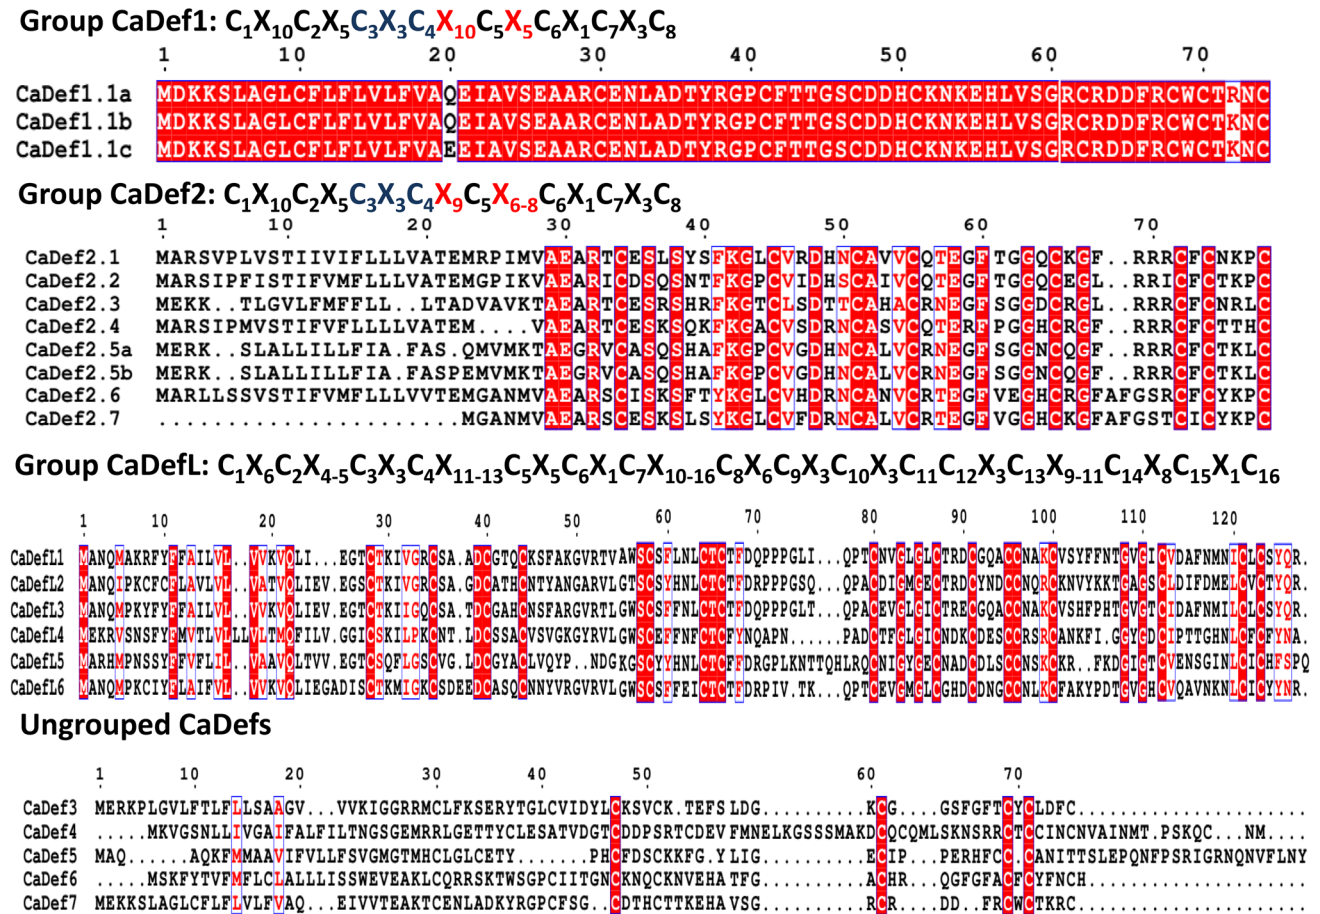 Group CaDef1: C1X10C2X5C3X3C4X10C5X5C6X1C7X3C8
1 10 20 30 40 50 60 70
CaDef1.1a MDKKSLAGLCFLFLVLFVAQEIAVSEAARCENLADTYRGPCFTTGSCDDHCKNKEHLVSGRCRDDFRCWCTRNC
CaDef1.1b MDKKSLAGLCFLFLVLFVAQEIAVSEAARCENLADTYRGPCFTTGSCDDHCKNKEHLVSGRCRDDFRCWCTKNC
CaDef1.1c MDKKSLAGLCFLFLVLFVAEEIAVSEAARCENLADTYRGPCFTTGSCDDHCKNKEHLVSGRCRDDFRCWCTKNC
Group CaDef2: C1X10C2X5C3X3C4X9C5X6-8C6X1C7X3C8
1 10 20 30 40 50 60 70
CaDef2.1 MARSVPLVSTIIVIFLLLVATEMRPIMVAEARTCESLSYSFKGLCVRDHNCAVVCQTEGFTGGQCKGF..RRRCFCNKPC
CaDef2.2 MARSIPFISTIFVMFFLLVATEMGPIKVAEARICDSQSNTFKGPCVIDHSCAIVCQTEGFTGGQCEGL..RRICFCTKPC
CaDef2.3 MEKK..TLGVLFMFFLL..LTADVAVKTAEARTCESRSHRFKGTCLSDTTCAHACRNEGFSGGDCRGL..RRRCFCNRLC
CaDef2.4 MARSIPMVSTIFVFLLLLVATEM....VAEARTCESKSQKFKGACVSDRNCASVCQTERFPGGHCRGF..RRRCFCTTHC
CaDef2.5a MERK..SLALLILLFIA.FAS.QMVMKTAEGRVCASQSHAFKGPCVGDHNCALVCRNEGFSGGNCQGF..RRRCFCTKLC
CaDef2.5b MERK..SLALLILLFIA.FASPEMVMKTAEGRVCASQSHAFKGPCVGDHNCALVCRNEGFSGGNCQGF..RRRCFCTKLC
CaDef2.6 MARLLSSVSTIFVMFLLLVVTEMGANMVAEARSCISKSFTYKGLCVHDRNCANVCRTEGFVEGHCRGFAFGSRCFCYKPC
CaDef2.7 ......................MGANMVAEARSCESKSLSYKGLCVFDRNCALVCRTEGFVGGHCKGFAFGSTCICYKPC
Group CaDefL: C1X6C2X4-5C3X3C4X11-13C5X5C6X1C7X10-16C8X6C9X3C10X3C11C12X3C13X9-11C14X8C15X1C16
1 10 20 30 40 50 60 70 80 90 100 110 120
CaDefL1 MANQMAKRFYFFAILVL..VVKVQLI..EGTCTKIVGRCSA.ADCGTQCKSFAKGVRTVAWSCSFLNLCTCTFDQPPPGLI...QPTCNVGLGLCTRDCGQACCNAKCVSYFFNTGVGICVDAFNMNICLCSYQR.
CaDefL2 MANQIPKCFCFLAVLVL..VATVQLIEV.EGSCTKTVGRCSA.GDCATHCNTYANGARVLGTSCSYHNLCTCTFDRPPPGSQ...QPACDIGMGECTRDCYNDCCNQRCKNVYKKTGAGSCLDIFDMELCVCTYQR.
CaDefL3 MANQMPKYFYFFAILVL..VVKVQLIEV.EGTCTKIIGQCSA.TDCGAHCNSFARGVRTLGWSCSFFNLCTCTFDQPPPGLT...QPACEVGLGICTRECGQACCNAKCVSHFPHTGVGTCIDAFNMILCLCSYQR.
CaDefL4 MEKRVSNSFYFMVTLVLLLVLTMQFILV.GGICSKILPKCNT.LDCSSACVSVGKGYRVLGWSCEFFNFCTCFYNQAPN......PADCTFGLGICNDKCDESCCRSRCANKFI.GGYGDCIPTTGHNLCFCFYNA.
CaDefL5 MARHMPNSSYFFVFLIL..VAAVQLTVV.EGTCSQFLGSCVG.LDCGYACLVQYP.NDGKGSCYYHNLCTCFFDRGPLKNTTQHLRQCNIGYGECNADCDLSCCNSKCKR.FKDGIGTCVENSGINLCICHFSPQ
CaDefL6 MANQMPKCIYFLAIFVL..VVKVQLIEGADISCTKMIGKCSDEEDCASQCNNYVRGVRVLGWSCSFFEICTCTFDRPIV.TK...QPTCEVGMGLCGHDCDNGCCNLKCFAKYPDTGVGHCVQAVNKNLCICYYNR.
Ungrouped CaDefs
1 10 20 30 40 50 60 70
CaDef3 MERKPLGVLFTLFLLLSAAGV...VVKIGGRRMCLFKSERYTGLCVIDYLCKSVCK.TEFSLDG..........KCG....GSFGFTCYCLDFC......................
CaDef4 .....MKVGSNLLIVGAIFALFILTNGSGEMRRLGETTYCLESATVDGTCDDPSRTCDEVFMNELKGSSSMAKDCQCQMLSKNSRRCTCCINCNVAINMT.PSKQC...NM....
CaDef5 MAQ......AQKFMMAAVIFVLLFSVGMGTMHCLGLCETY.......PHCFDSCKKFG.YLIG...........ECIP...PERHFCCICANITTSLEPQNFPSRIGRNQNVFLNY
CaDef6 .....MSKFYTVFMFLCLALLLISSWEVEAKLCQRRSKTWSGPCIITGNCKNQCKNVEHATFG...........ACHR...QGFGFACFCYFNCH.....................
CaDef7 MEKKSLAGLCFLFLVLFVAQ...EIVVTEAKTCENLADKYRGPCFSG..CDTHCTTKEHAVSG...........RCR....DD..FRCWCTKRC......................